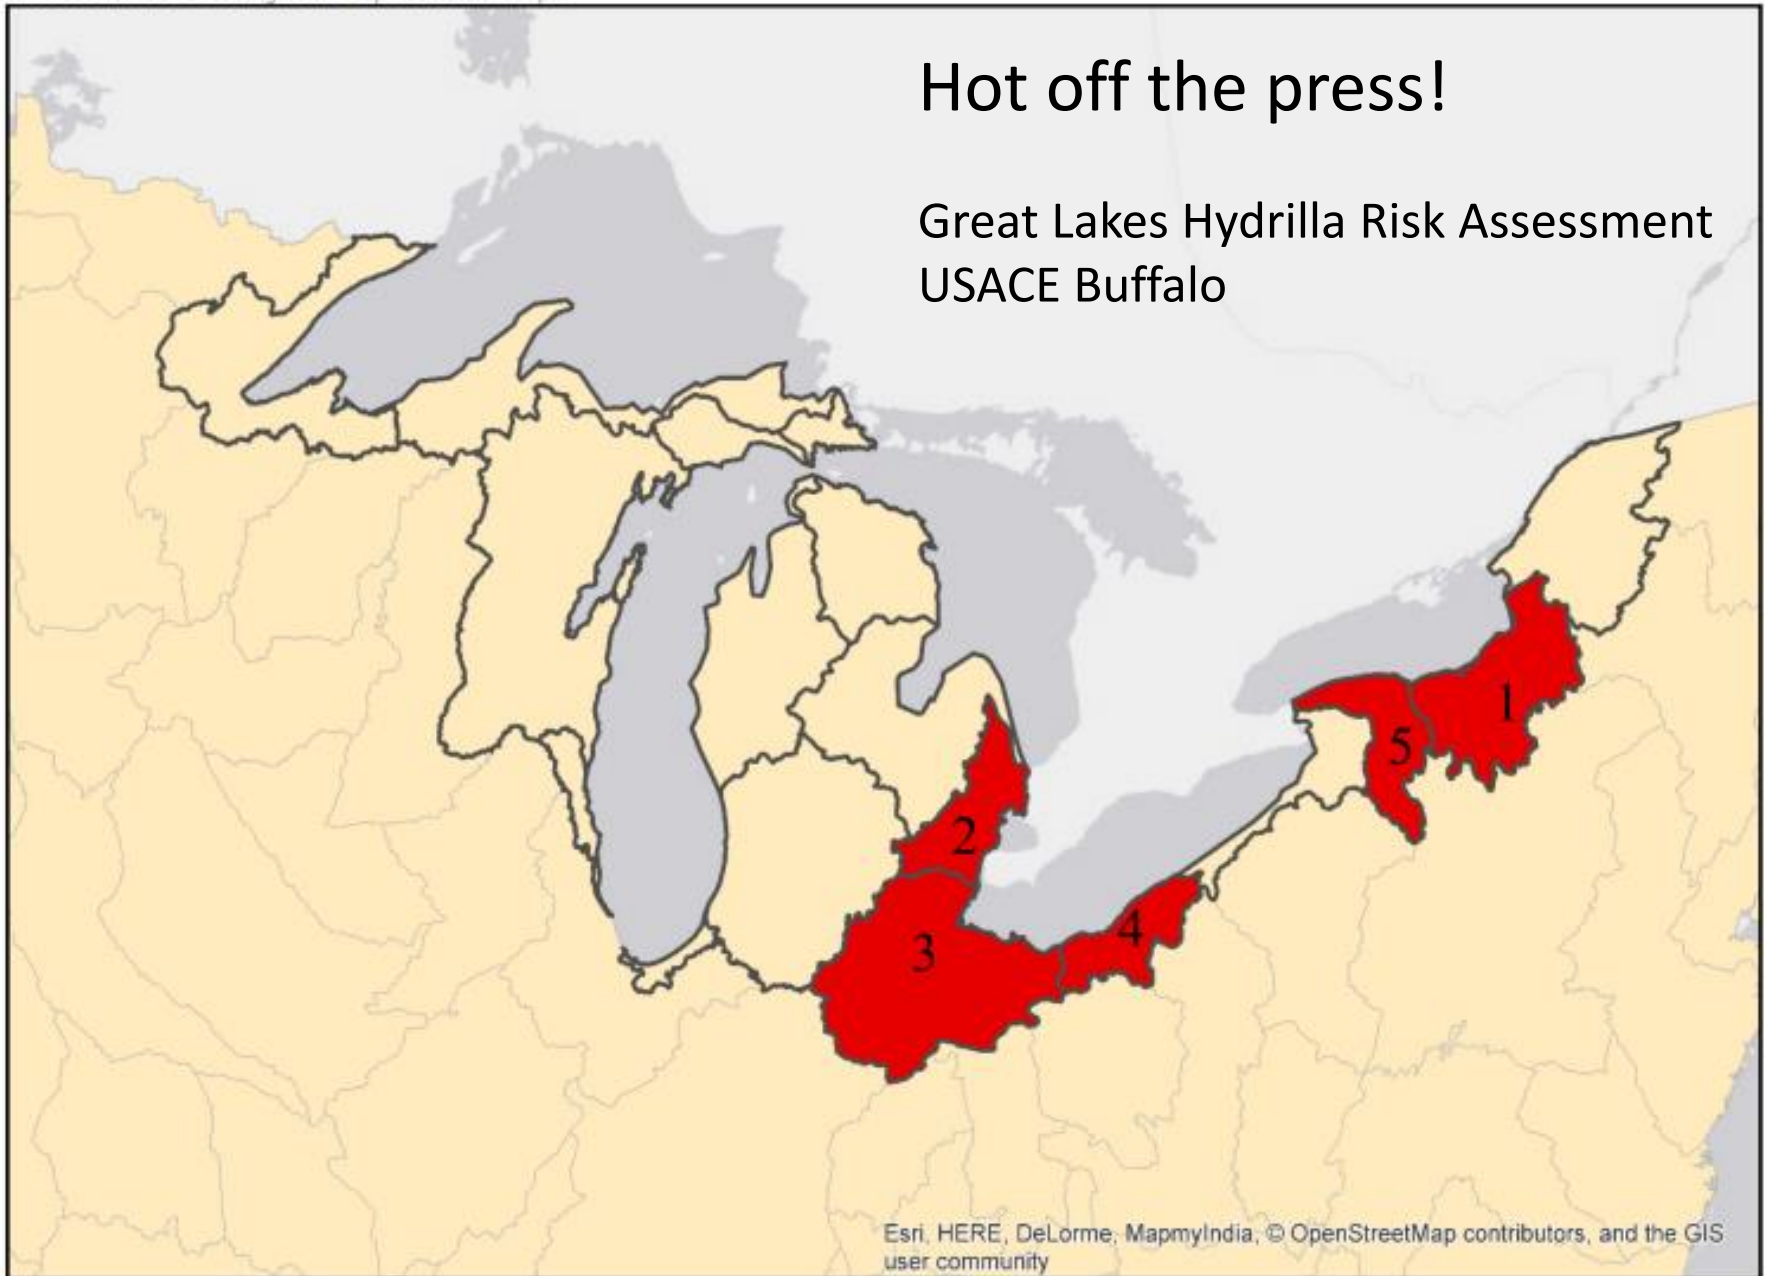 Hot off the press!
Great Lakes Hydrilla Risk Assessment
USACE Buffalo
1
5
2
4
3
Esri, HERE, DeLorme, MapmyIndia, © OpenStreetMap contributors, and the GIS
user community